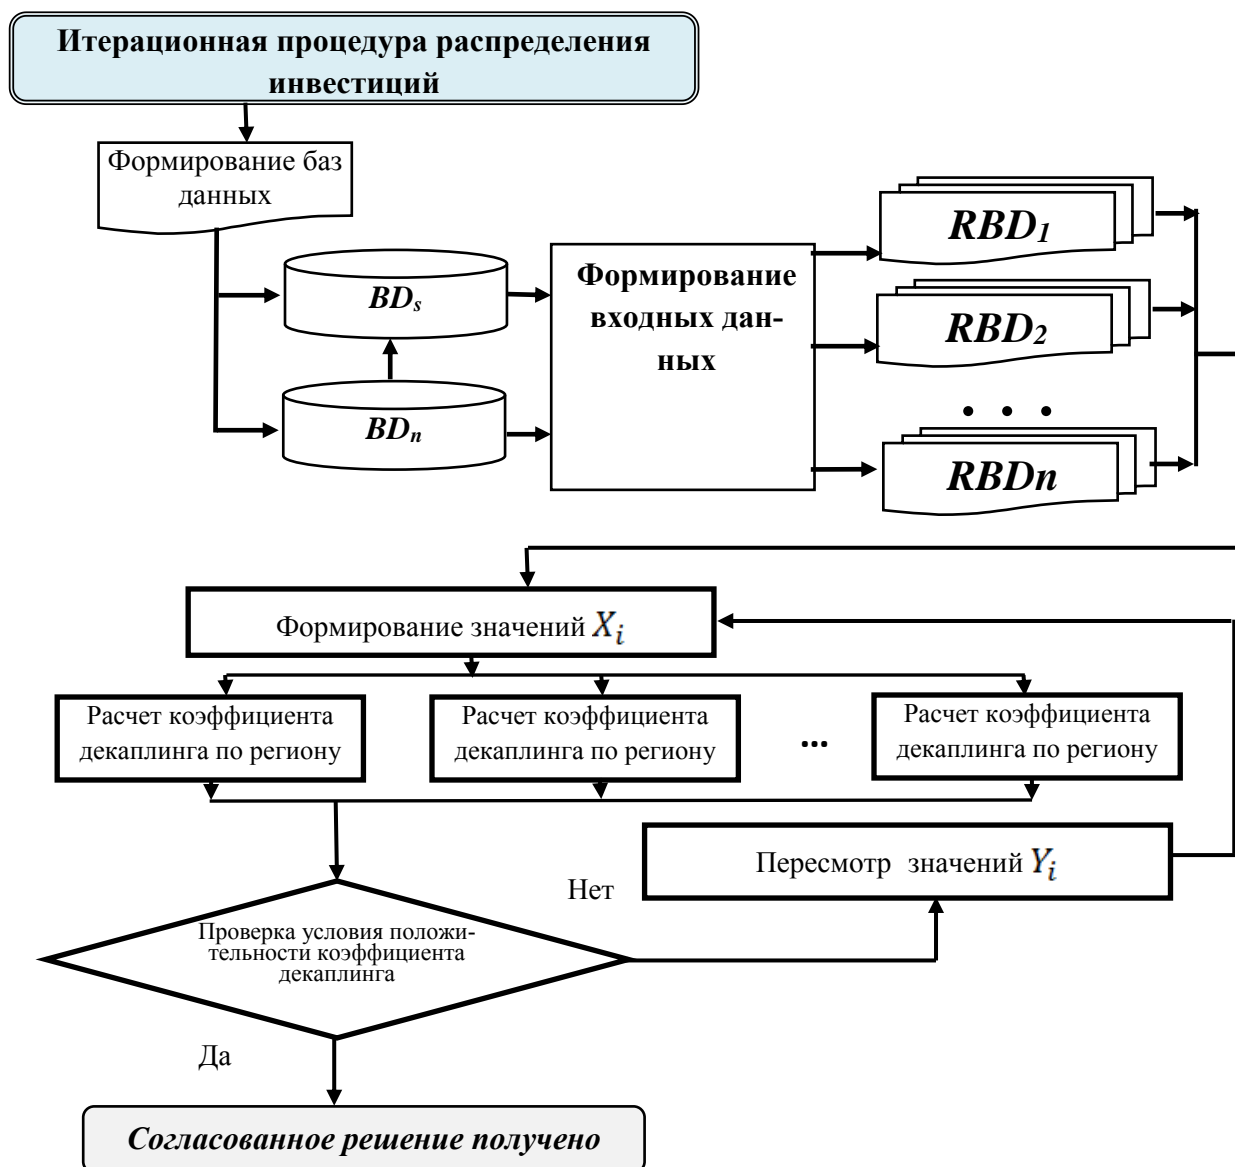 Итерационная процедура распределения
инвестиций
Формирование баз
данных
BDs
BDn
Формирование
входных дан-
ных
RBD1
RBD2
• • •
RBDn
Формирование значений Xi
Расчет коэффициента
декаплинга по региону
Расчет коэффициента
декаплинга по региону
...
Расчет коэффициента
декаплинга по региону
Пересмотр значений Yi
Нет
Проверка условия положи-
тельности коэффициента
декаплинга
Да
Согласованное решение получено